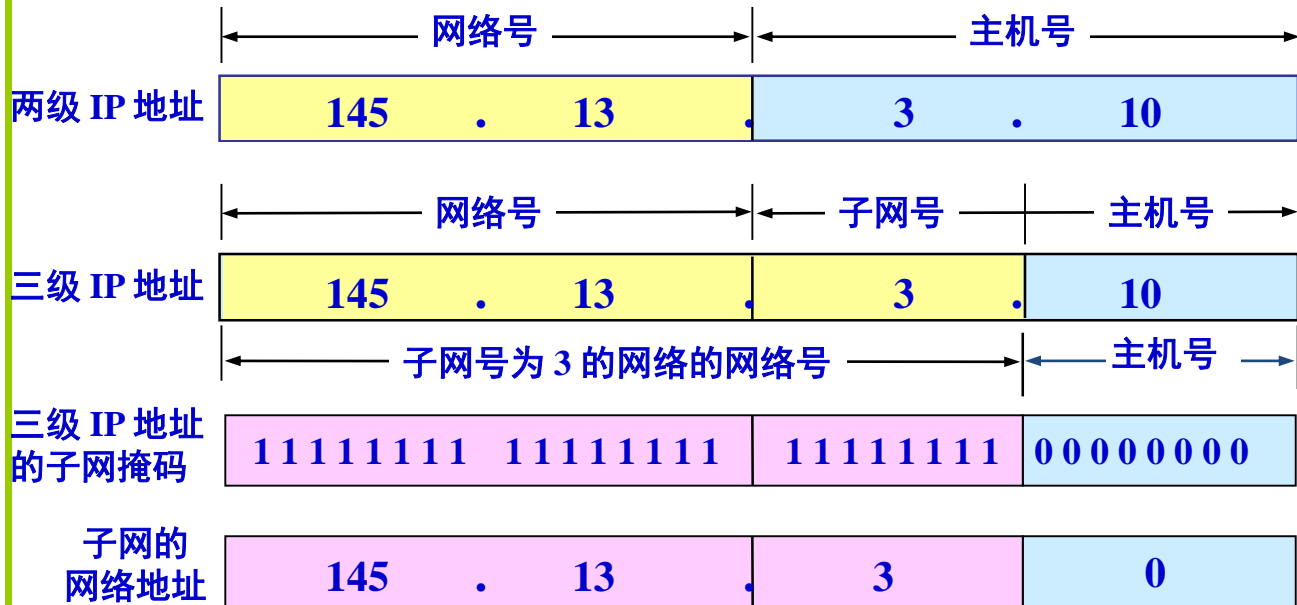 网络号 主机号
两级 IP 地址 145 . 13 . 3 . 10
网络号 子网号 主机号
三级 IP 地址 145 . 13 . 3 . 10
子网号为 3 的网络的网络号 主机号
三级 IP 地址
的子网掩码 1 1 1 1 1 1 1 1 1 1 1 1 1 1 1 1 1 1 1 1 1 1 1 1 0 0 0 0 0 0 0 0
子网的
网络地址 145 . 13 . 3 0